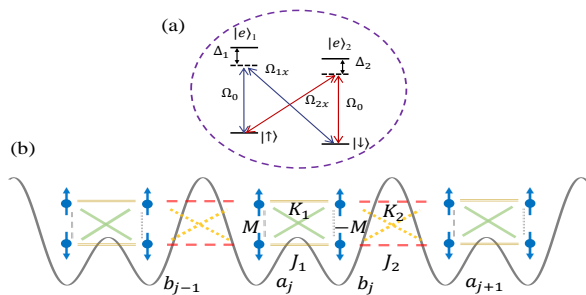 (a)
|e⟩₁
|e⟩₂
Δ₁
Δ₂
Ω₁ₓ
Ω₀
Ω₂ₓ
Ω₀
|↑⟩
|↓⟩
(b)
K₁
K₂
M
−M
J₁
J₂
bⱼ₋₁
aⱼ
bⱼ
aⱼ₊₁